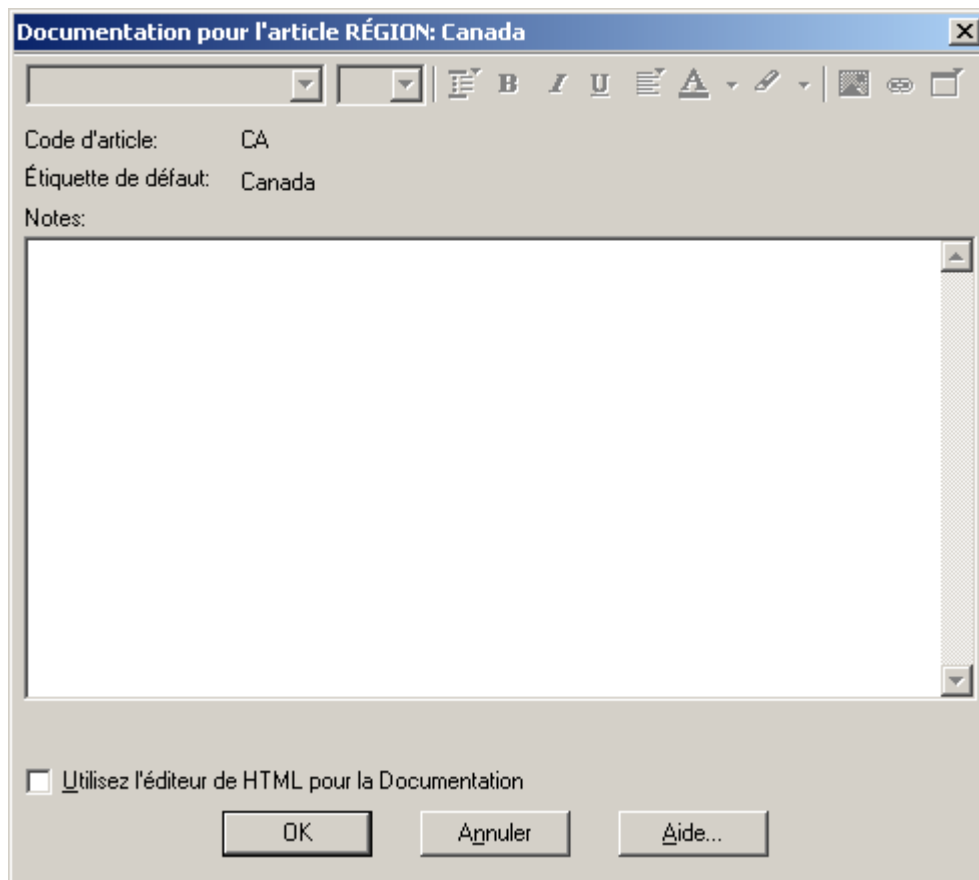 Documentation pour l'article RÉGION: Canada
B I U A
Code d'article: CA
Étiquette de défaut: Canada
Notes:
Utilisez l'éditeur de HTML pour la Documentation
OK Annuler Aide...